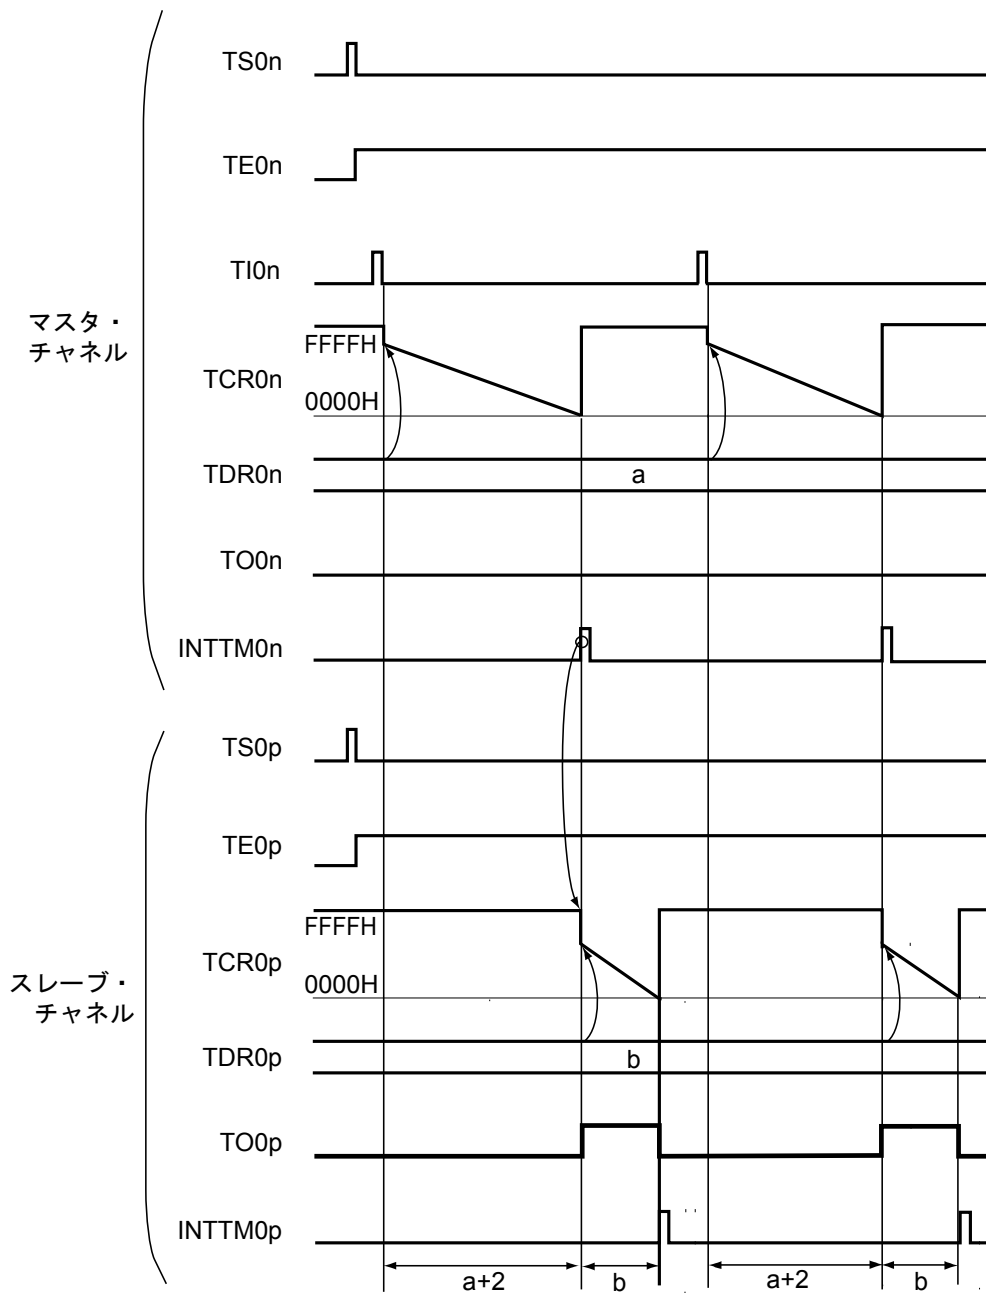 TS0n
TE0n
TI0n
マスタ・
チャネル
FFFFH
TCR0n
0000H
TDR0n
a
TO0n
INTTM0n
TS0p
TE0p
FFFFH
TCR0p
0000H
スレーブ・
チャネル
TDR0p
b
TO0p
INTTM0p
a+2 b a+2 b